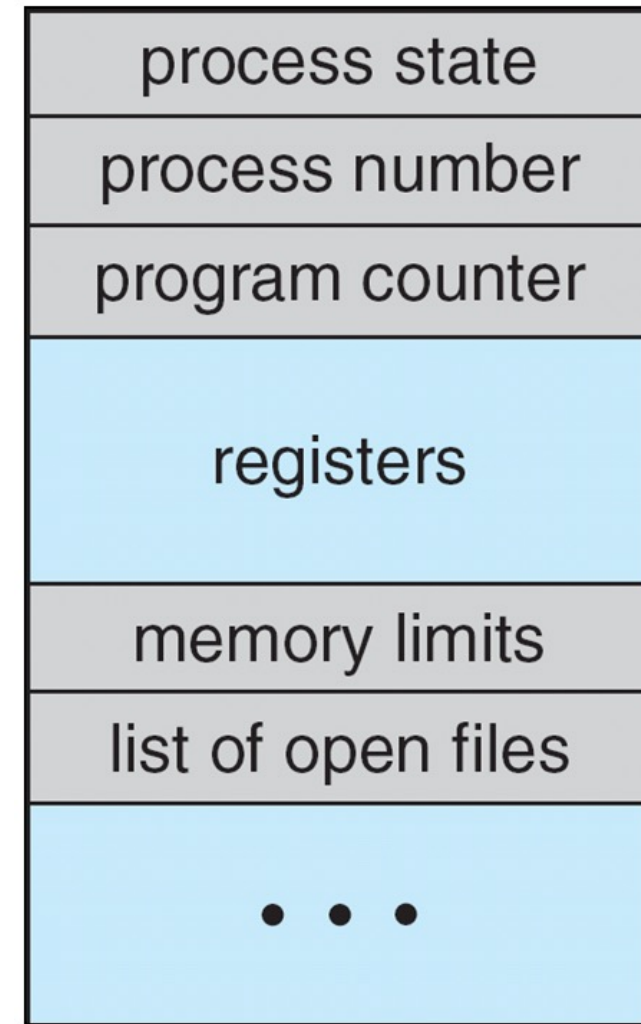 process state
process number
program counter
registers
memory limits
list of open files
• • •